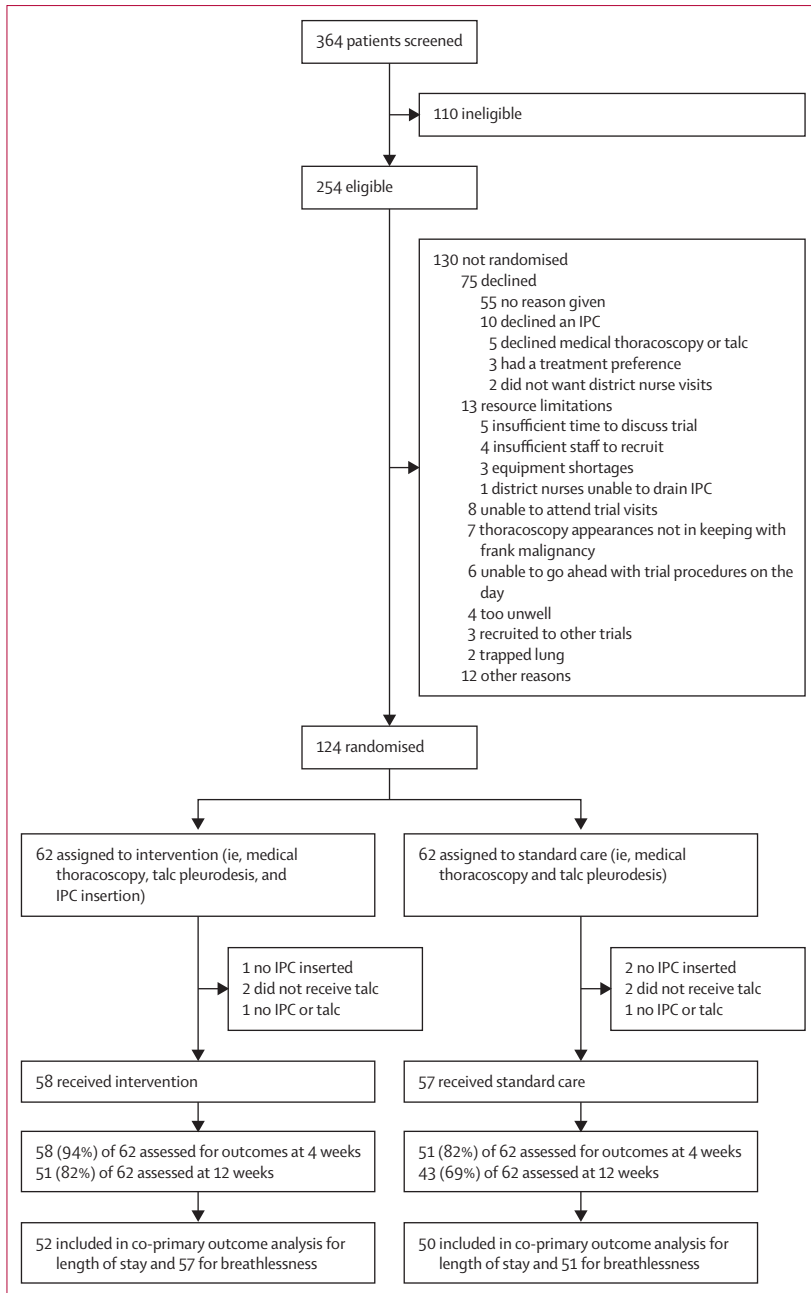 364 patients screened
110 ineligible
254 eligible
130 not randomised
75 declined
55 no reason given
10 declined an IPC
5 declined medical thoracoscopy or talc
3 had a treatment preference
2 did not want district nurse visits
13 resource limitations
5 insufficient time to discuss trial
4 insufficient staff to recruit
3 equipment shortages
1 district nurses unable to drain IPC
8 unable to attend trial visits
7 thoracoscopy appearances not in keeping with
frank malignancy
6 unable to go ahead with trial procedures on the
day
4 too unwell
3 recruited to other trials
2 trapped lung
12 other reasons
124 randomised
62 assigned to intervention (ie, medical
thoracoscopy, talc pleurodesis, and
IPC insertion)
62 assigned to standard care (ie, medical
thoracoscopy and talc pleurodesis)
1 no IPC inserted
2 did not receive talc
1 no IPC or talc
2 no IPC inserted
2 did not receive talc
1 no IPC or talc
58 received intervention
57 received standard care
58 (94%) of 62 assessed for outcomes at 4 weeks
51 (82%) of 62 assessed at 12 weeks
51 (82%) of 62 assessed for outcomes at 4 weeks
43 (69%) of 62 assessed at 12 weeks
52 included in co-primary outcome analysis for
length of stay and 57 for breathlessness
50 included in co-primary outcome analysis for
length of stay and 51 for breathlessness